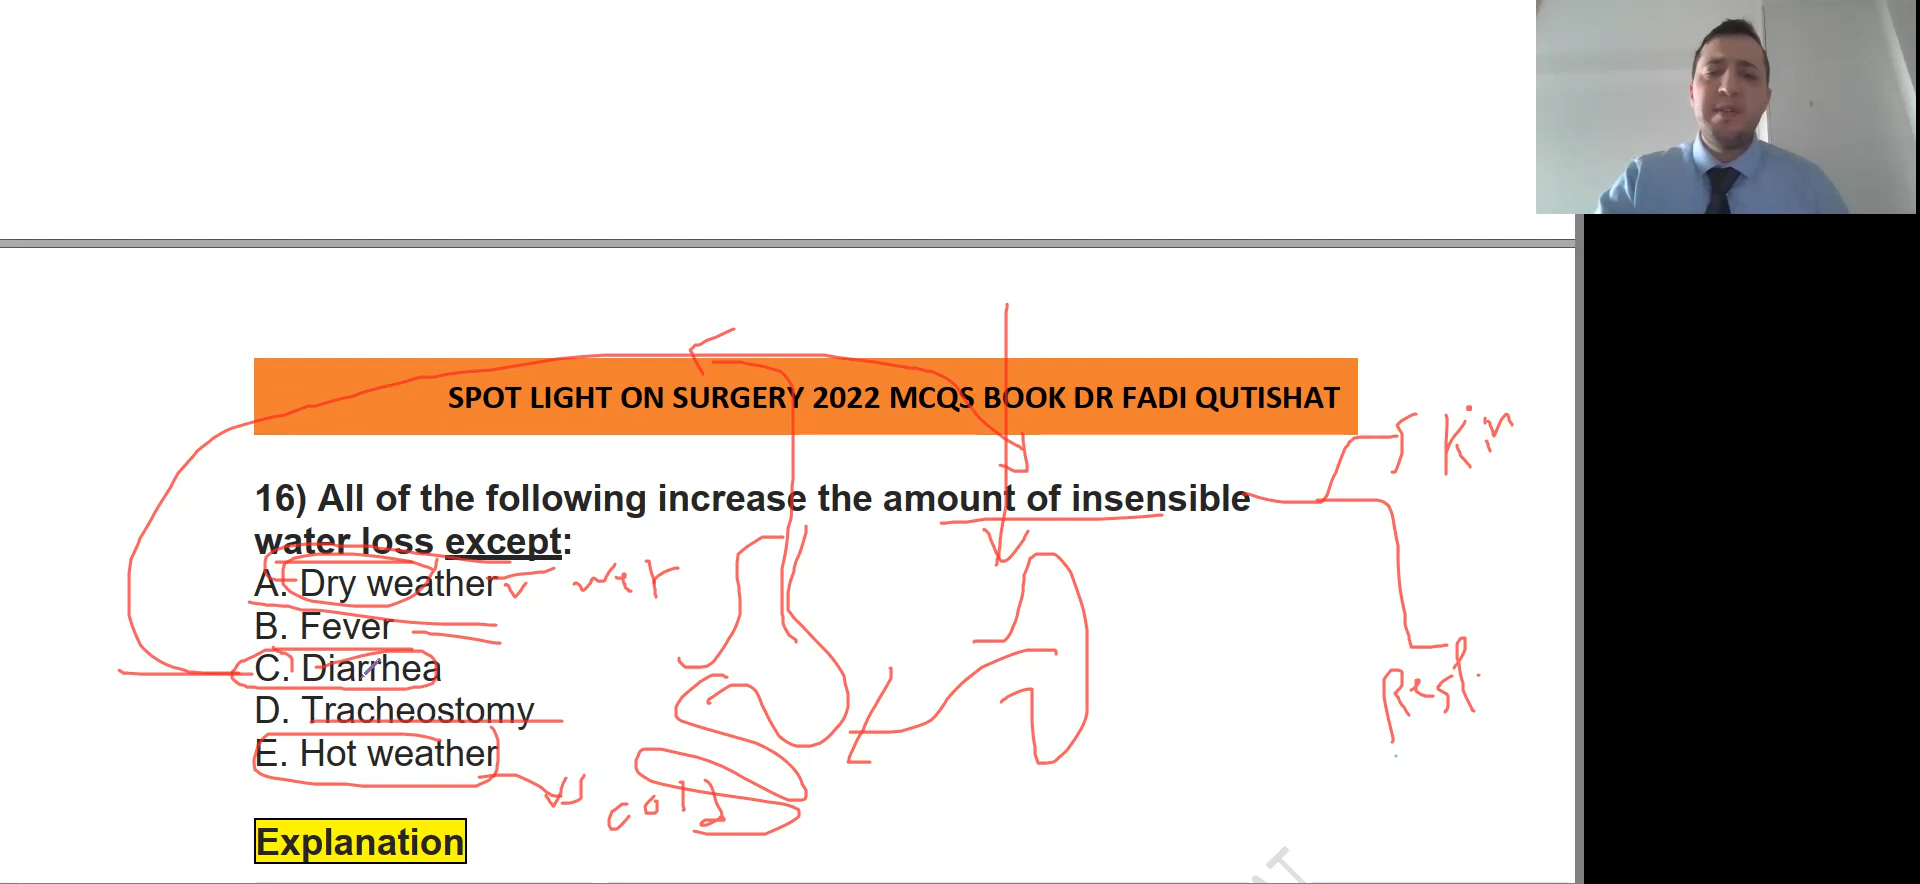 SPOT LIGHT ON SURGERY 2022 MCQS BOOK DR FADI QUTISHAT
16) All of the following increase the amount of insensible
water loss except:
A. Dry weather
wet
B. Fever
C. Diarrhea
D. Tracheostomy
E. Hot weather
vs
cold
Skin
Resp.
Explanation